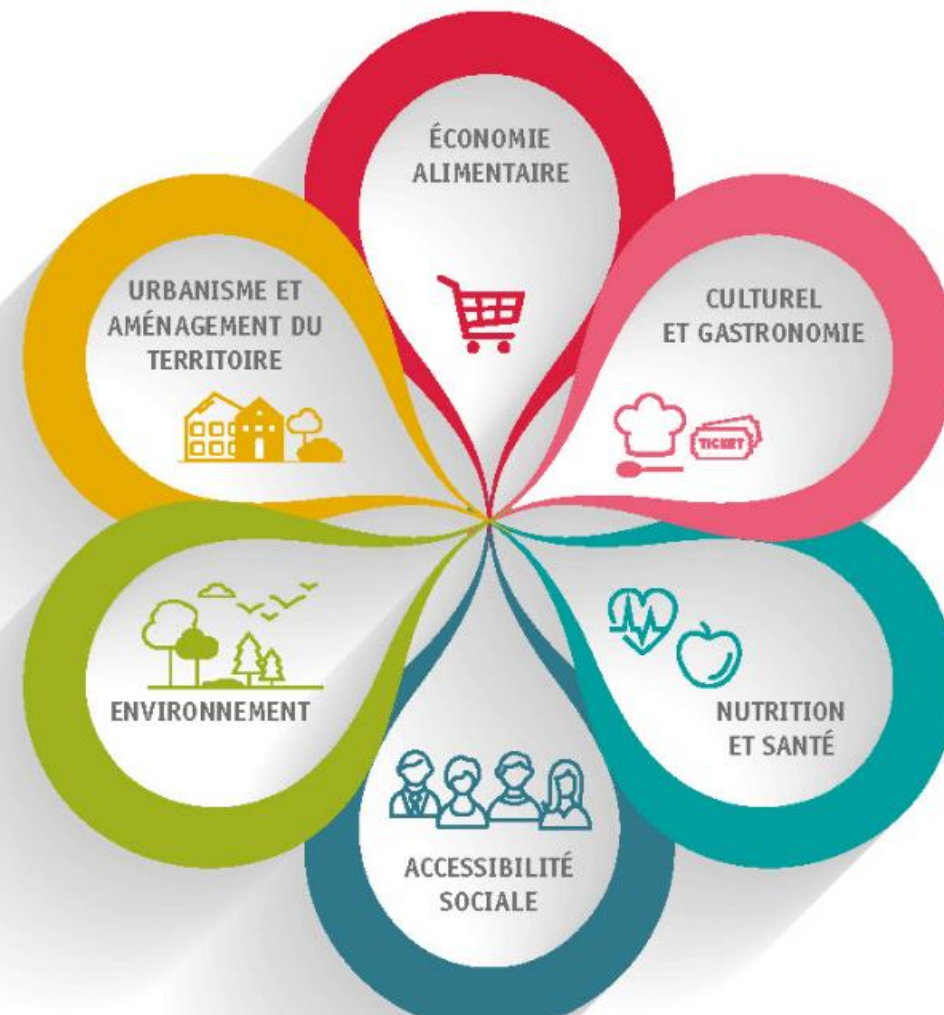 ÉCONOMIE
ALIMENTAIRE
URBANISME ET
AMÉNAGEMENT DU
TERRITOIRE
CULTUREL
ET GASTRONOMIE
TICKET
ENVIRONNEMENT
NUTRITION
ET SANTÉ
ACCESSIBILITÉ
SOCIALE